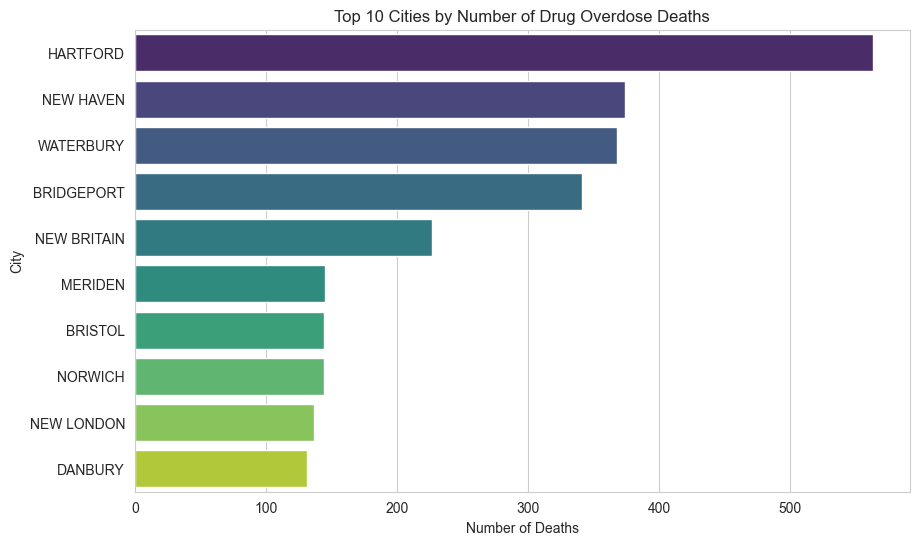 Top 10 Cities by Number of Drug Overdose Deaths
HARTFORD
NEW HAVEN
WATERBURY
BRIDGEPORT
NEW BRITAIN
MERIDEN
BRISTOL
NORWICH
NEW LONDON
DANBURY
City
0 100 200 300 400 500
Number of Deaths